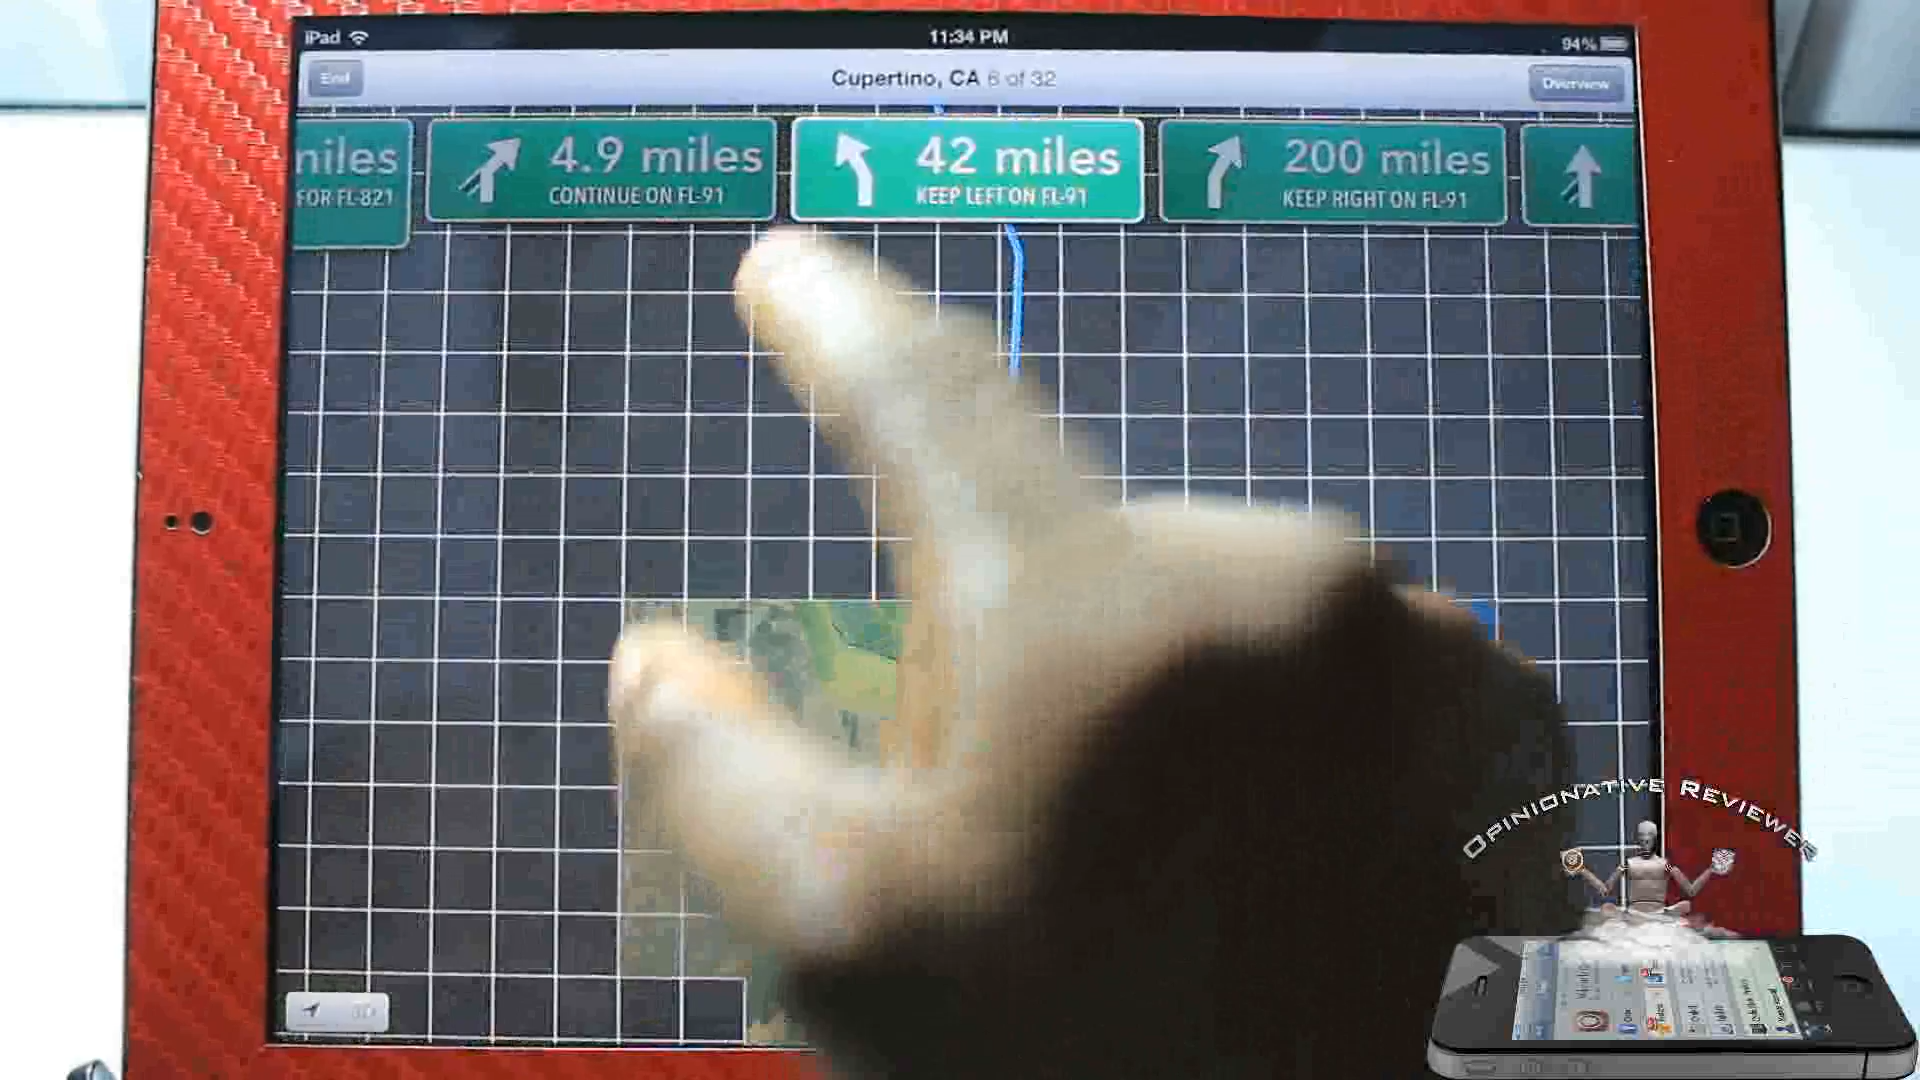 iPad
11:34 PM
94%
End
Cupertino, CA 6 of 32
Overview
miles
FOR FL-821
4.9 miles
CONTINUE ON FL-91
42 miles
KEEP LEFT ON FL-91
200 miles
KEEP RIGHT ON FL-91
3D
OPINIONATIVE REVIEWER